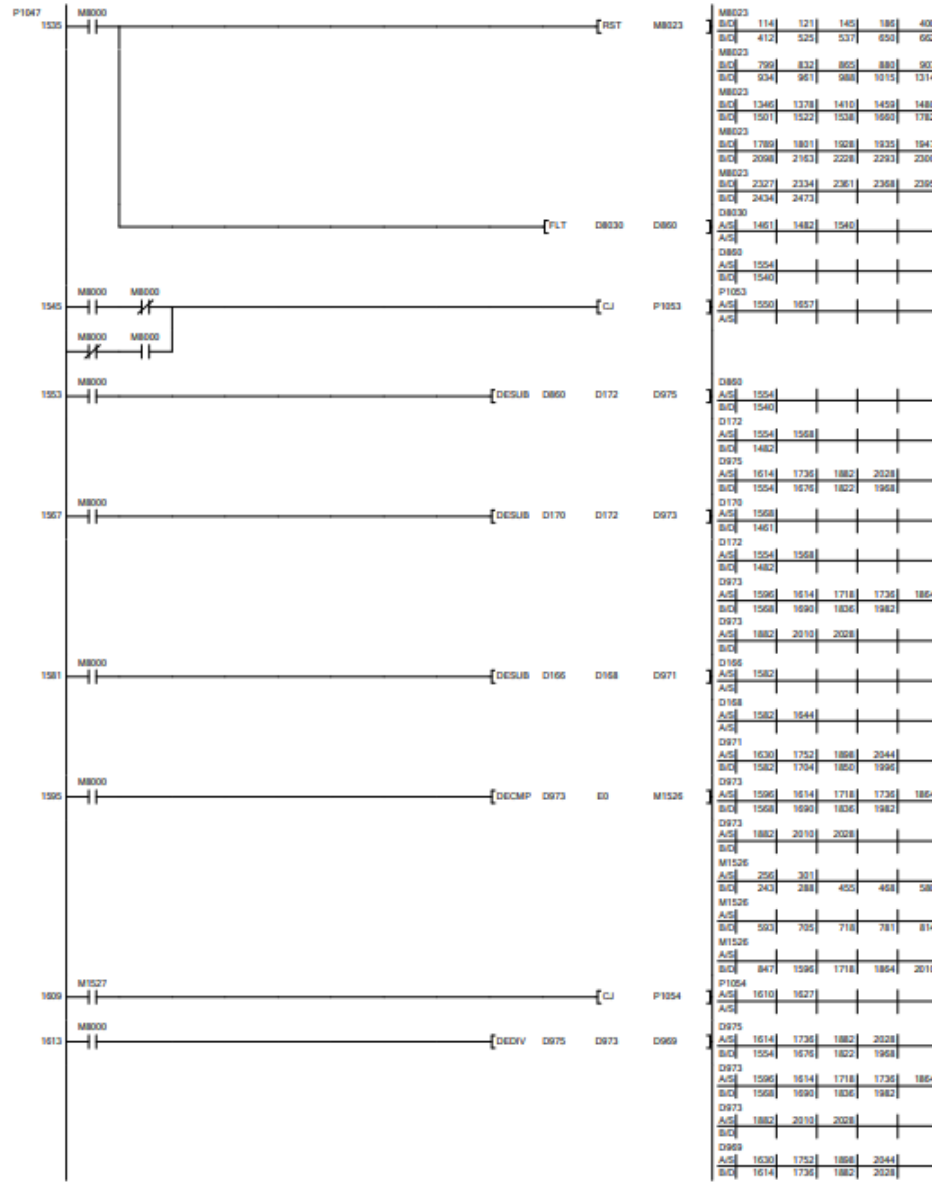 P1047
M8000
1535 RST M8023
FLT D8030 D860
M8000 M8000
1545 CJ P1053
M8000 M8000
M8000
1553 DESUB D860 D172 D975
M8000
1567 DESUB D170 D172 D973
M8000
1581 DESUB D166 D168 D971
M8000
1595 DECMP D973 E0 M1526
M1527
1609 CJ P1054
M8000
1613 DEDIV D975 D973 D969
M8023
B/D 114 121 145 186
B/D 412 525 537 650
M8023
B/D 799 832 865 880
B/D 934 961 988 1015
M8023
B/D 1346 1378 1410 1459
B/D 1501 1522 1538 1660
M8023
B/D 1789 1801 1928 1935
B/D 2098 2163 2228 2293
M8023
B/D 2327 2334 2361 2368
B/D 2434 2473
D8030
A/S 1461 1482 1540
A/S
D860
A/S 1554
B/D 1540
P1053
A/S 1550 1657
A/S
D860
A/S 1554
B/D 1540
D172
A/S 1554 1568
B/D 1482
D975
A/S 1614 1736 1882 2028
B/D 1554 1676 1822 1968
D170
A/S 1568
B/D 1461
D172
A/S 1554 1568
B/D 1482
D973
A/S 1596 1614 1718 1736
B/D 1568 1690 1836 1982
D973
A/S 1882 2010 2028
B/D
D166
A/S 1582
A/S
D168
A/S 1582 1644
A/S
D971
A/S 1630 1752 1898 2044
B/D 1582 1704 1850 1996
D973
A/S 1596 1614 1718 1736
B/D 1568 1690 1836 1982
D973
A/S 1882 2010 2028
B/D
M1526
A/S 256 301
B/D 243 288 455 468
M1526
A/S
B/D 593 705 718 781
M1526
A/S
B/D 847 1596 1718 1864
P1054
A/S 1610 1627
A/S
D975
A/S 1614 1736 1882 2028
B/D 1554 1676 1822 1968
D973
A/S 1596 1614 1718 1736
B/D 1568 1690 1836 1982
D973
A/S 1882 2010 2028
B/D
D969
A/S 1630 1752 1898 2044
B/D 1614 1736 1882 2028